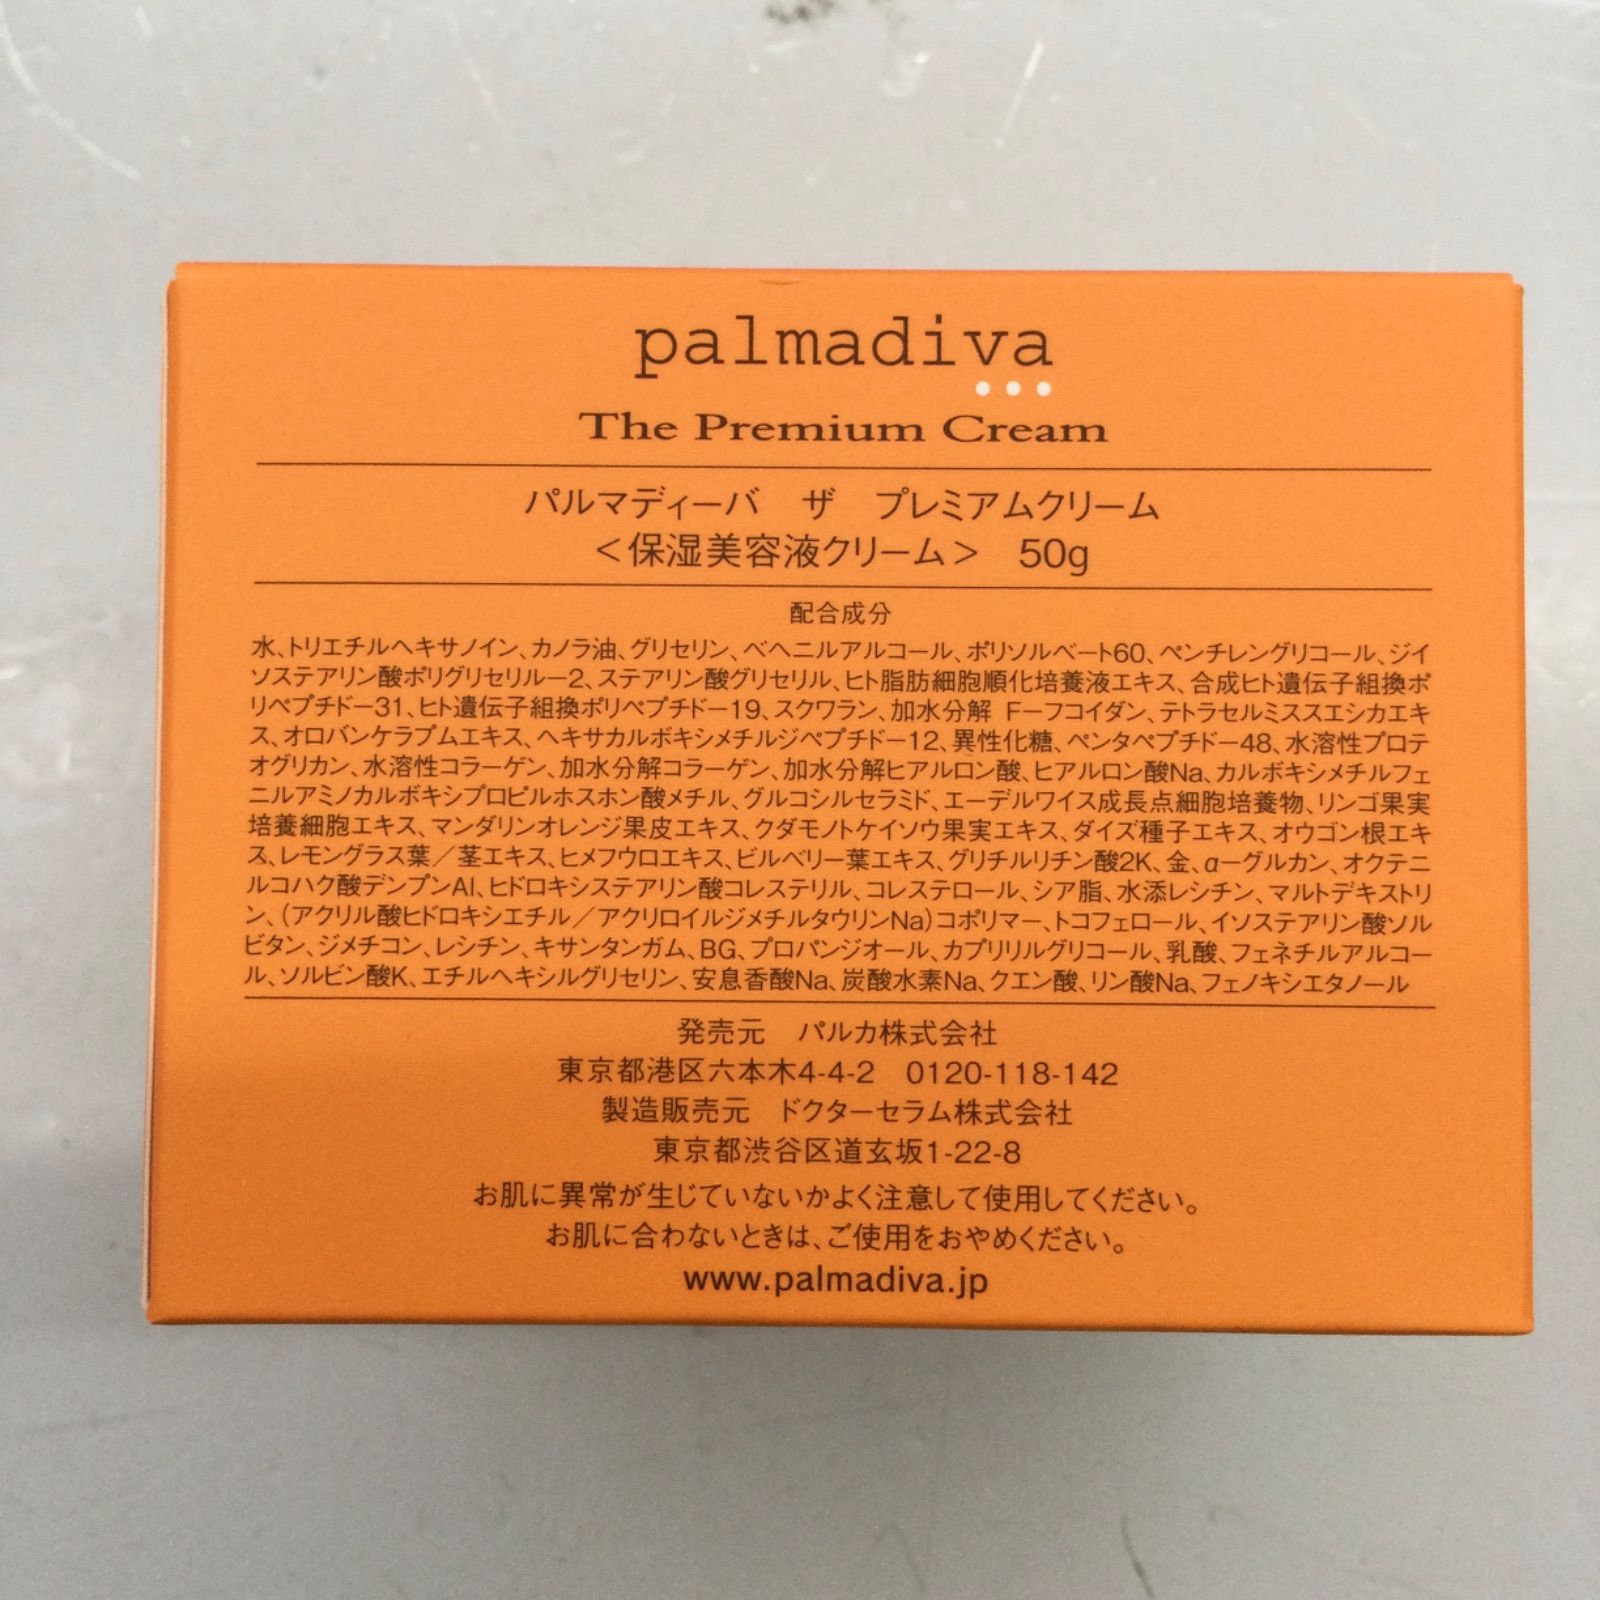 palmadiva
The Premium Cream
パルマディーバ　ザ　プレミアムクリーム
＜保湿美容液クリーム＞　50g
配合成分
水、トリエチルヘキサノイン、カノラ油、グリセリン、ベヘニルアルコール、ポリソルベート60、ペンチレングリコール、ジイ
ソステアリン酸ポリグリセリルー2、ステアリン酸グリセリル、ヒト脂肪細胞順化培養液エキス、合成ヒト遺伝子組換ポ
リペプチドー31、ヒト遺伝子組換ポリペプチドー19、スクワラン、加水分解 Fーフコイダン、テトラセルミススエシカエキ
ス、オロバンケラプムエキス、ヘキサカルボキシメチルジペプチドー12、異性化糖、ペンタペプチドー48、水溶性プロテ
オグリカン、水溶性コラーゲン、加水分解コラーゲン、加水分解ヒアルロン酸、ヒアルロン酸Na、カルボキシメチルフェ
ニルアミノカルボキシプロピルホスホン酸メチル、グルコシルセラミド、エーデルワイス成長点細胞培養物、リンゴ果実
培養細胞エキス、マンダリンオレンジ果皮エキス、クダモノトケイソウ果実エキス、ダイズ種子エキス、オウゴン根エキ
ス、レモングラス葉／茎エキス、ヒメフウロエキス、ビルベリー葉エキス、グリチルリチン酸2K、金、αーグルカン、オクテニ
ルコハク酸デンプンAl、ヒドロキシステアリン酸コレステリル、コレステロール、シア脂、水添レシチン、マルトデキストリ
ン、（アクリル酸ヒドロキシエチル／アクリロイルジメチルタウリンNa）コポリマー、トコフェロール、イソステアリン酸ソル
ビタン、ジメチコン、レシチン、キサンタンガム、BG、プロパンジオール、カプリリルグリコール、乳酸、フェネチルアルコー
ル、ソルビン酸K、エチルヘキシルグリセリン、安息香酸Na、炭酸水素Na、クエン酸、リン酸Na、フェノキシエタノール
発売元　パルカ株式会社
東京都港区六本木4-4-2　0120-118-142
製造販売元　ドクターセラム株式会社
東京都渋谷区道玄坂1-22-8
お肌に異常が生じていないかよく注意して使用してください。
お肌に合わないときは、ご使用をおやめください。
www.palmadiva.jp